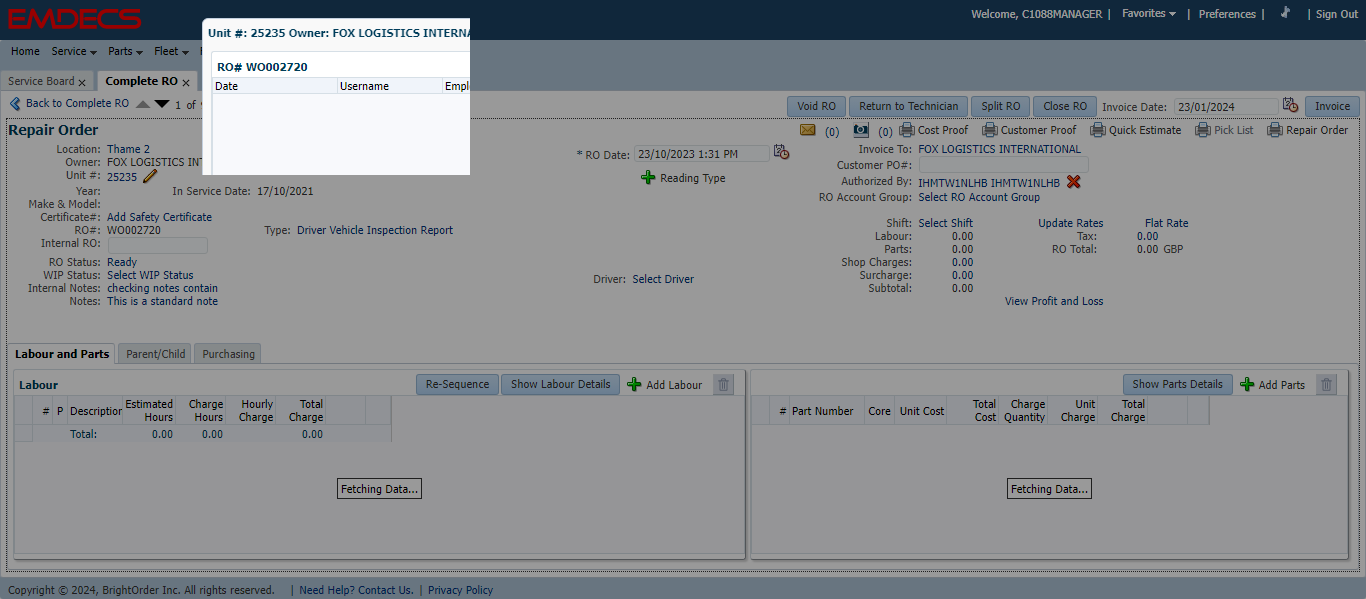 EMDECS
Welcome, C1088MANAGER | Favorites | Preferences | | Sign Out
Home Service Parts Fleet
Service Board x Complete RO x
Unit #: 25235 Owner: FOX LOGISTICS INTERNA
RO# WO002720
Date Username Empl
Back to Complete RO 1 of
Void RO Return to Technician Split RO Close RO Invoice Date: 23/01/2024 Invoice
Repair Order
(0) (0) Cost Proof Customer Proof Quick Estimate Pick List Repair Order
Location: Thame 2
Owner: FOX LOGISTICS INT
Unit #: 25235
Year: In Service Date: 17/10/2021
Make & Model:
Certificate#: Add Safety Certificate
RO#: WO002720 Type: Driver Vehicle Inspection Report
Internal RO:
RO Status: Ready
WIP Status: Select WIP Status
Internal Notes: checking notes contain
Notes: This is a standard note
* RO Date: 23/10/2023 1:31 PM
Reading Type
Driver: Select Driver
Invoice To: FOX LOGISTICS INTERNATIONAL
Customer PO#:
Authorized By: IHMTW1NLHB IHMTW1NLHB
RO Account Group: Select RO Account Group
Shift: Select Shift Update Rates Flat Rate
Labour: 0.00 Tax: 0.00
Parts: 0.00 RO Total: 0.00 GBP
Shop Charges: 0.00
Surcharge: 0.00
Subtotal: 0.00
View Profit and Loss
Labour and Parts Parent/Child Purchasing
Labour Re-Sequence Show Labour Details Add Labour
# P Description Estimated Hours Charge Hours Hourly Charge Total Charge
Total: 0.00 0.00 0.00
Fetching Data...
Show Parts Details Add Parts
# Part Number Core Unit Cost Total Cost Charge Quantity Unit Charge Total Charge
Fetching Data...
Copyright © 2024, BrightOrder Inc. All rights reserved. | Need Help? Contact Us. | Privacy Policy